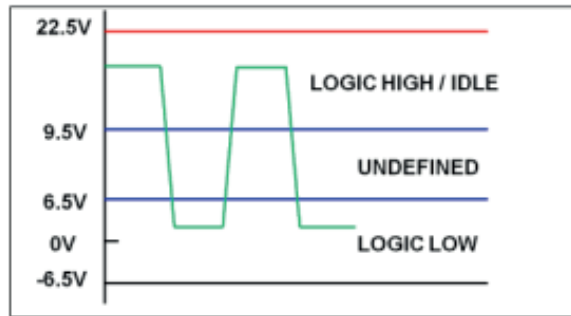 22.5V
LOGIC HIGH / IDLE
9.5V
UNDEFINED
6.5V
0V
LOGIC LOW
-6.5V